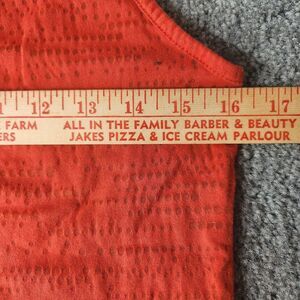 12 13 14 15 16 17
FARM ALL IN THE FAMILY BARBER & BEAUTY
ERS JAKES PIZZA & ICE CREAM PARLOUR